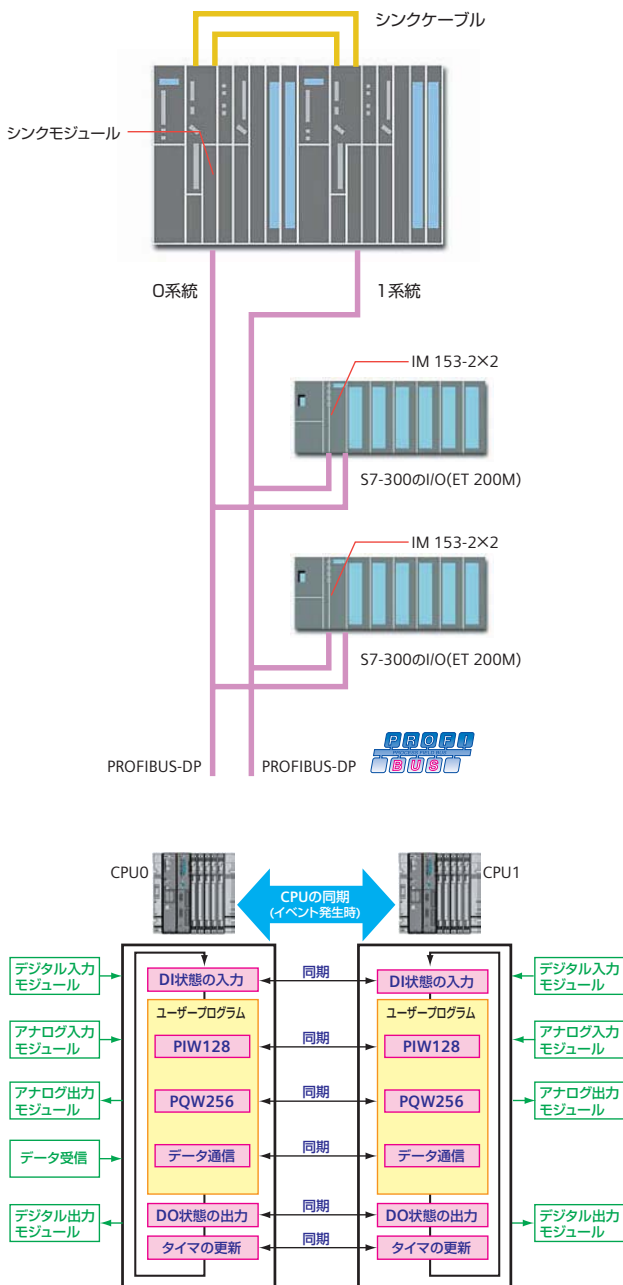 シンクケーブル
シンクモジュール
0系統
1系統
IM 153-2×2
S7-300のI/O(ET 200M)
IM 153-2×2
S7-300のI/O(ET 200M)
PROFIBUS-DP
PROFIBUS-DP
PROFI
PROCESS FIELD BUS
BUS
CPU0
CPUの同期
(イベント発生時)
CPU1
デジタル入力
モジュール
DI状態の入力
同期
DI状態の入力
デジタル入力
モジュール
ユーザープログラム
ユーザープログラム
アナログ入力
モジュール
PIW128
同期
PIW128
アナログ入力
モジュール
アナログ出力
モジュール
PQW256
同期
PQW256
アナログ出力
モジュール
データ受信
データ通信
同期
データ通信
デジタル出力
モジュール
DO状態の出力
同期
DO状態の出力
デジタル出力
モジュール
タイマの更新
同期
タイマの更新